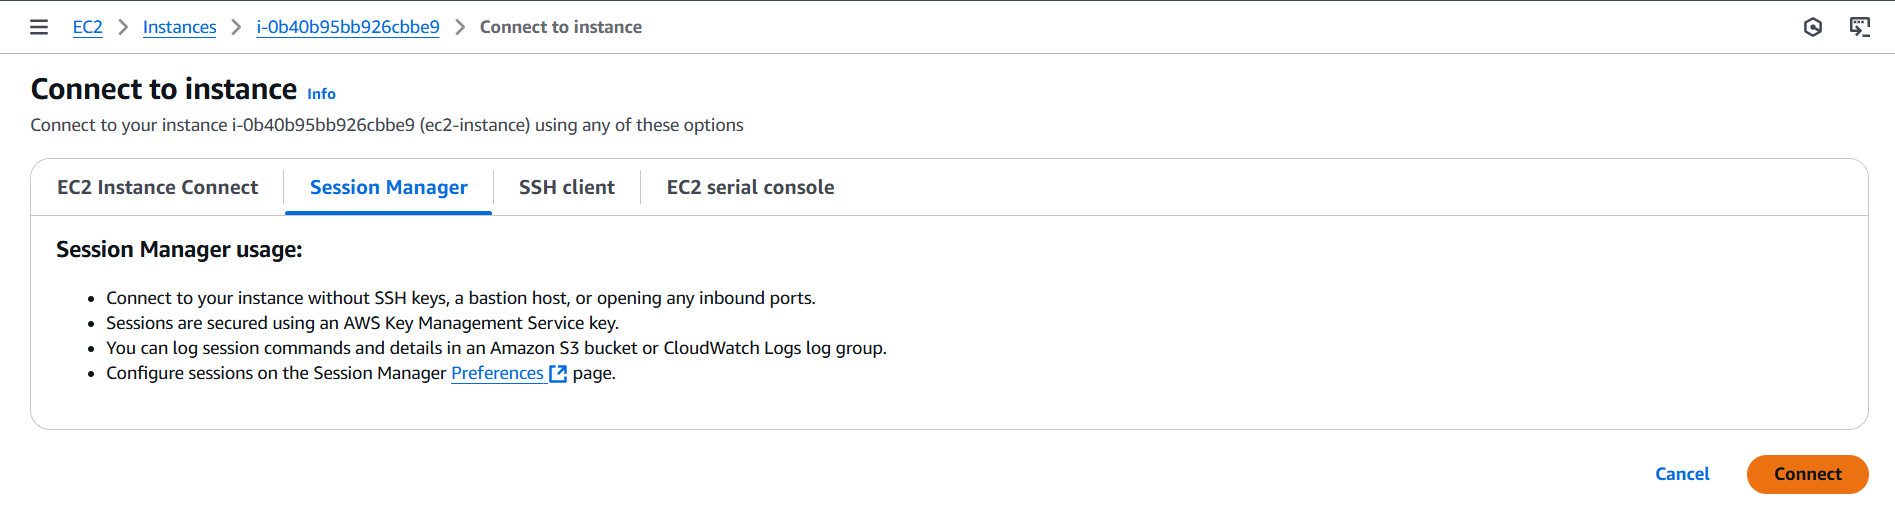 EC2 Instances i-0b40b95bb926cbbe9 Connect to instance
Connect to instance Info
Connect to your instance i-0b40b95bb926cbbe9 (ec2-instance) using any of these options
EC2 Instance Connect Session Manager SSH client EC2 serial console
Session Manager usage:
Connect to your instance without SSH keys, a bastion host, or opening any inbound ports.
Sessions are secured using an AWS Key Management Service key.
You can log session commands and details in an Amazon S3 bucket or CloudWatch Logs log group.
Configure sessions on the Session Manager Preferences page.
Cancel Connect